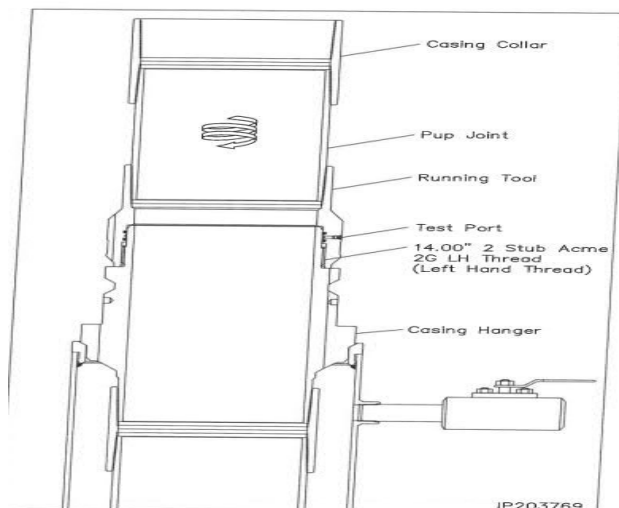 Casing Collar
Pup Joint
Running Tool
Test Port
14.00" 2 Stub Acme
2G LH Thread
(Left Hand Thread)
Casing Hanger
JP203769